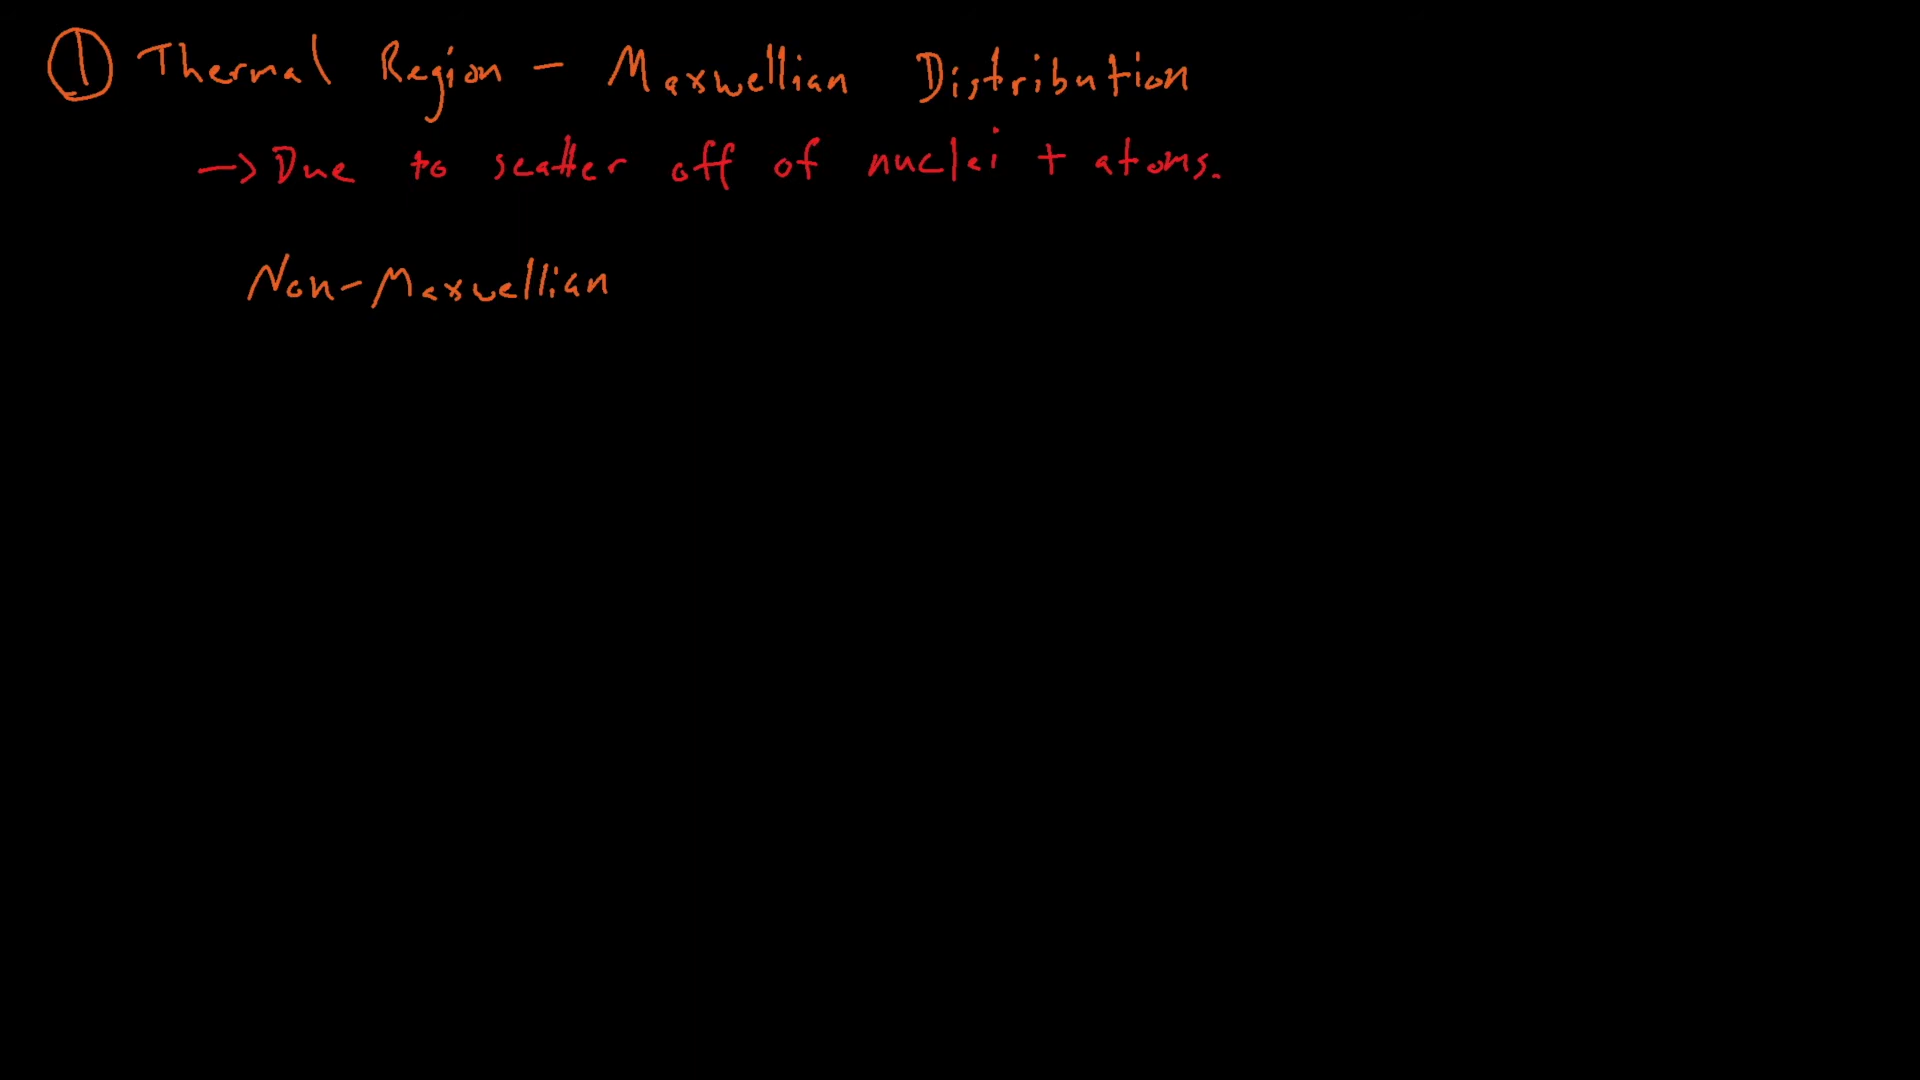 ① Thermal Region - Maxwellian Distribution
→ Due to scatter off of nuclei + atoms.
Non-Maxwellian